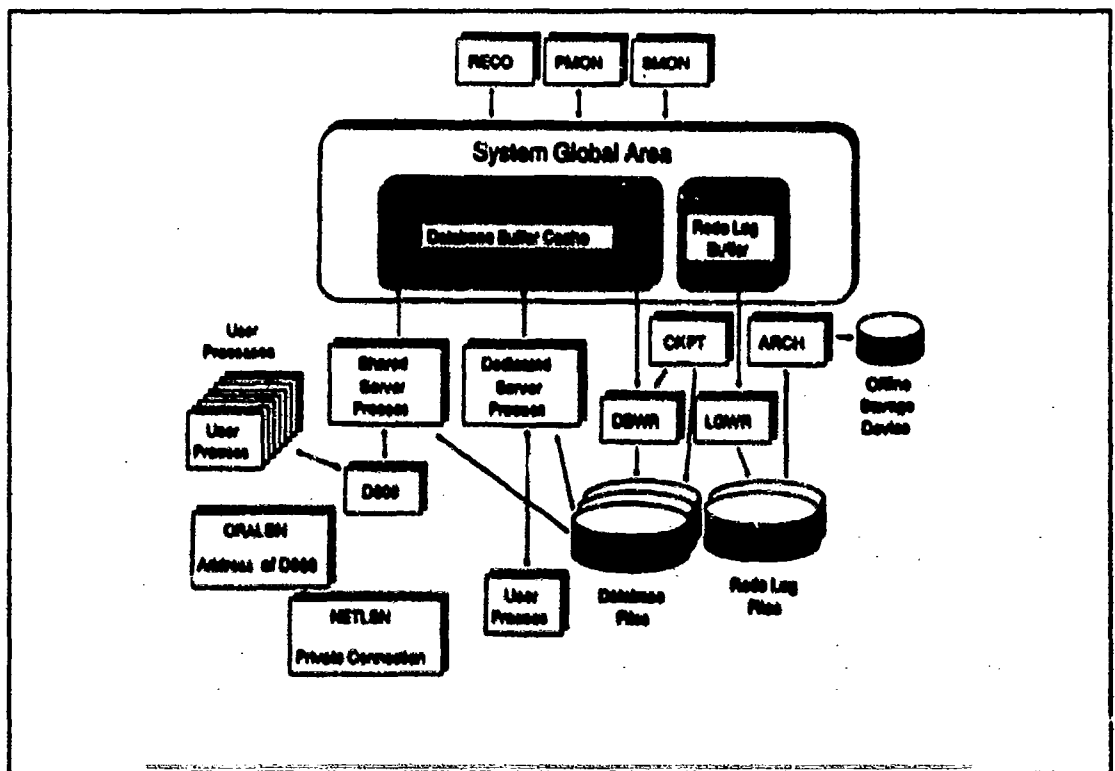 RECO
PMON
SMON
System Global Area
Database Buffer Cache
Redo Log
Buffer
User
Processes
Shared
Server
Process
Dedicated
Server
Process
CKPT
ARCH
Offline
Storage
Device
User
Process
DBWR
LGWR
ORALSN
Address of
User
Process
Database
Files
Redo Log
Files
NETLSN
Private Connection